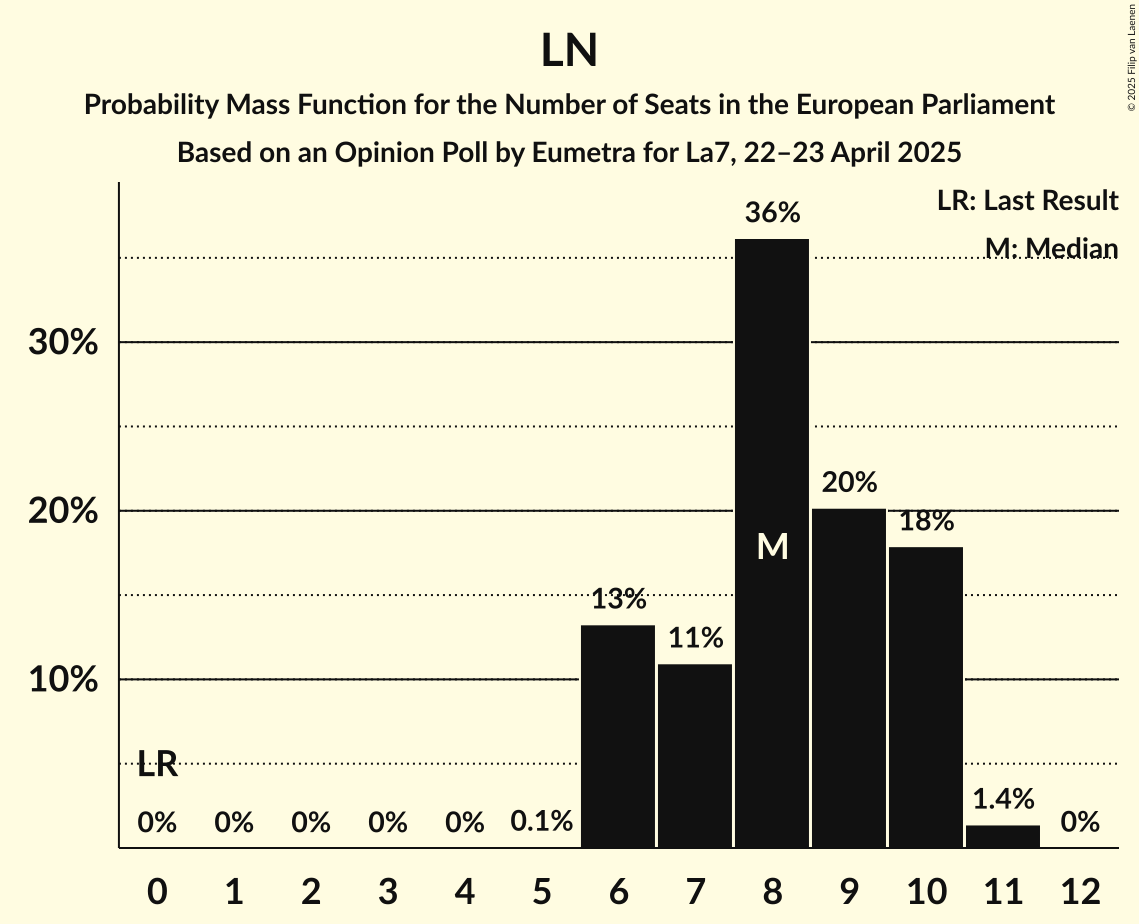 LN
Probability Mass Function for the Number of Seats in the European Parliament
Based on an Opinion Poll by Eumetra for La7, 22–23 April 2025
© 2025 Filip van Laenen
LR: Last Result
M: Median
36%
30%
20%
20%
18%
M
13%
11%
10%
LR
0% 0% 0% 0% 0% 0.1% 1.4% 0%
0 1 2 3 4 5 6 7 8 9 10 11 12